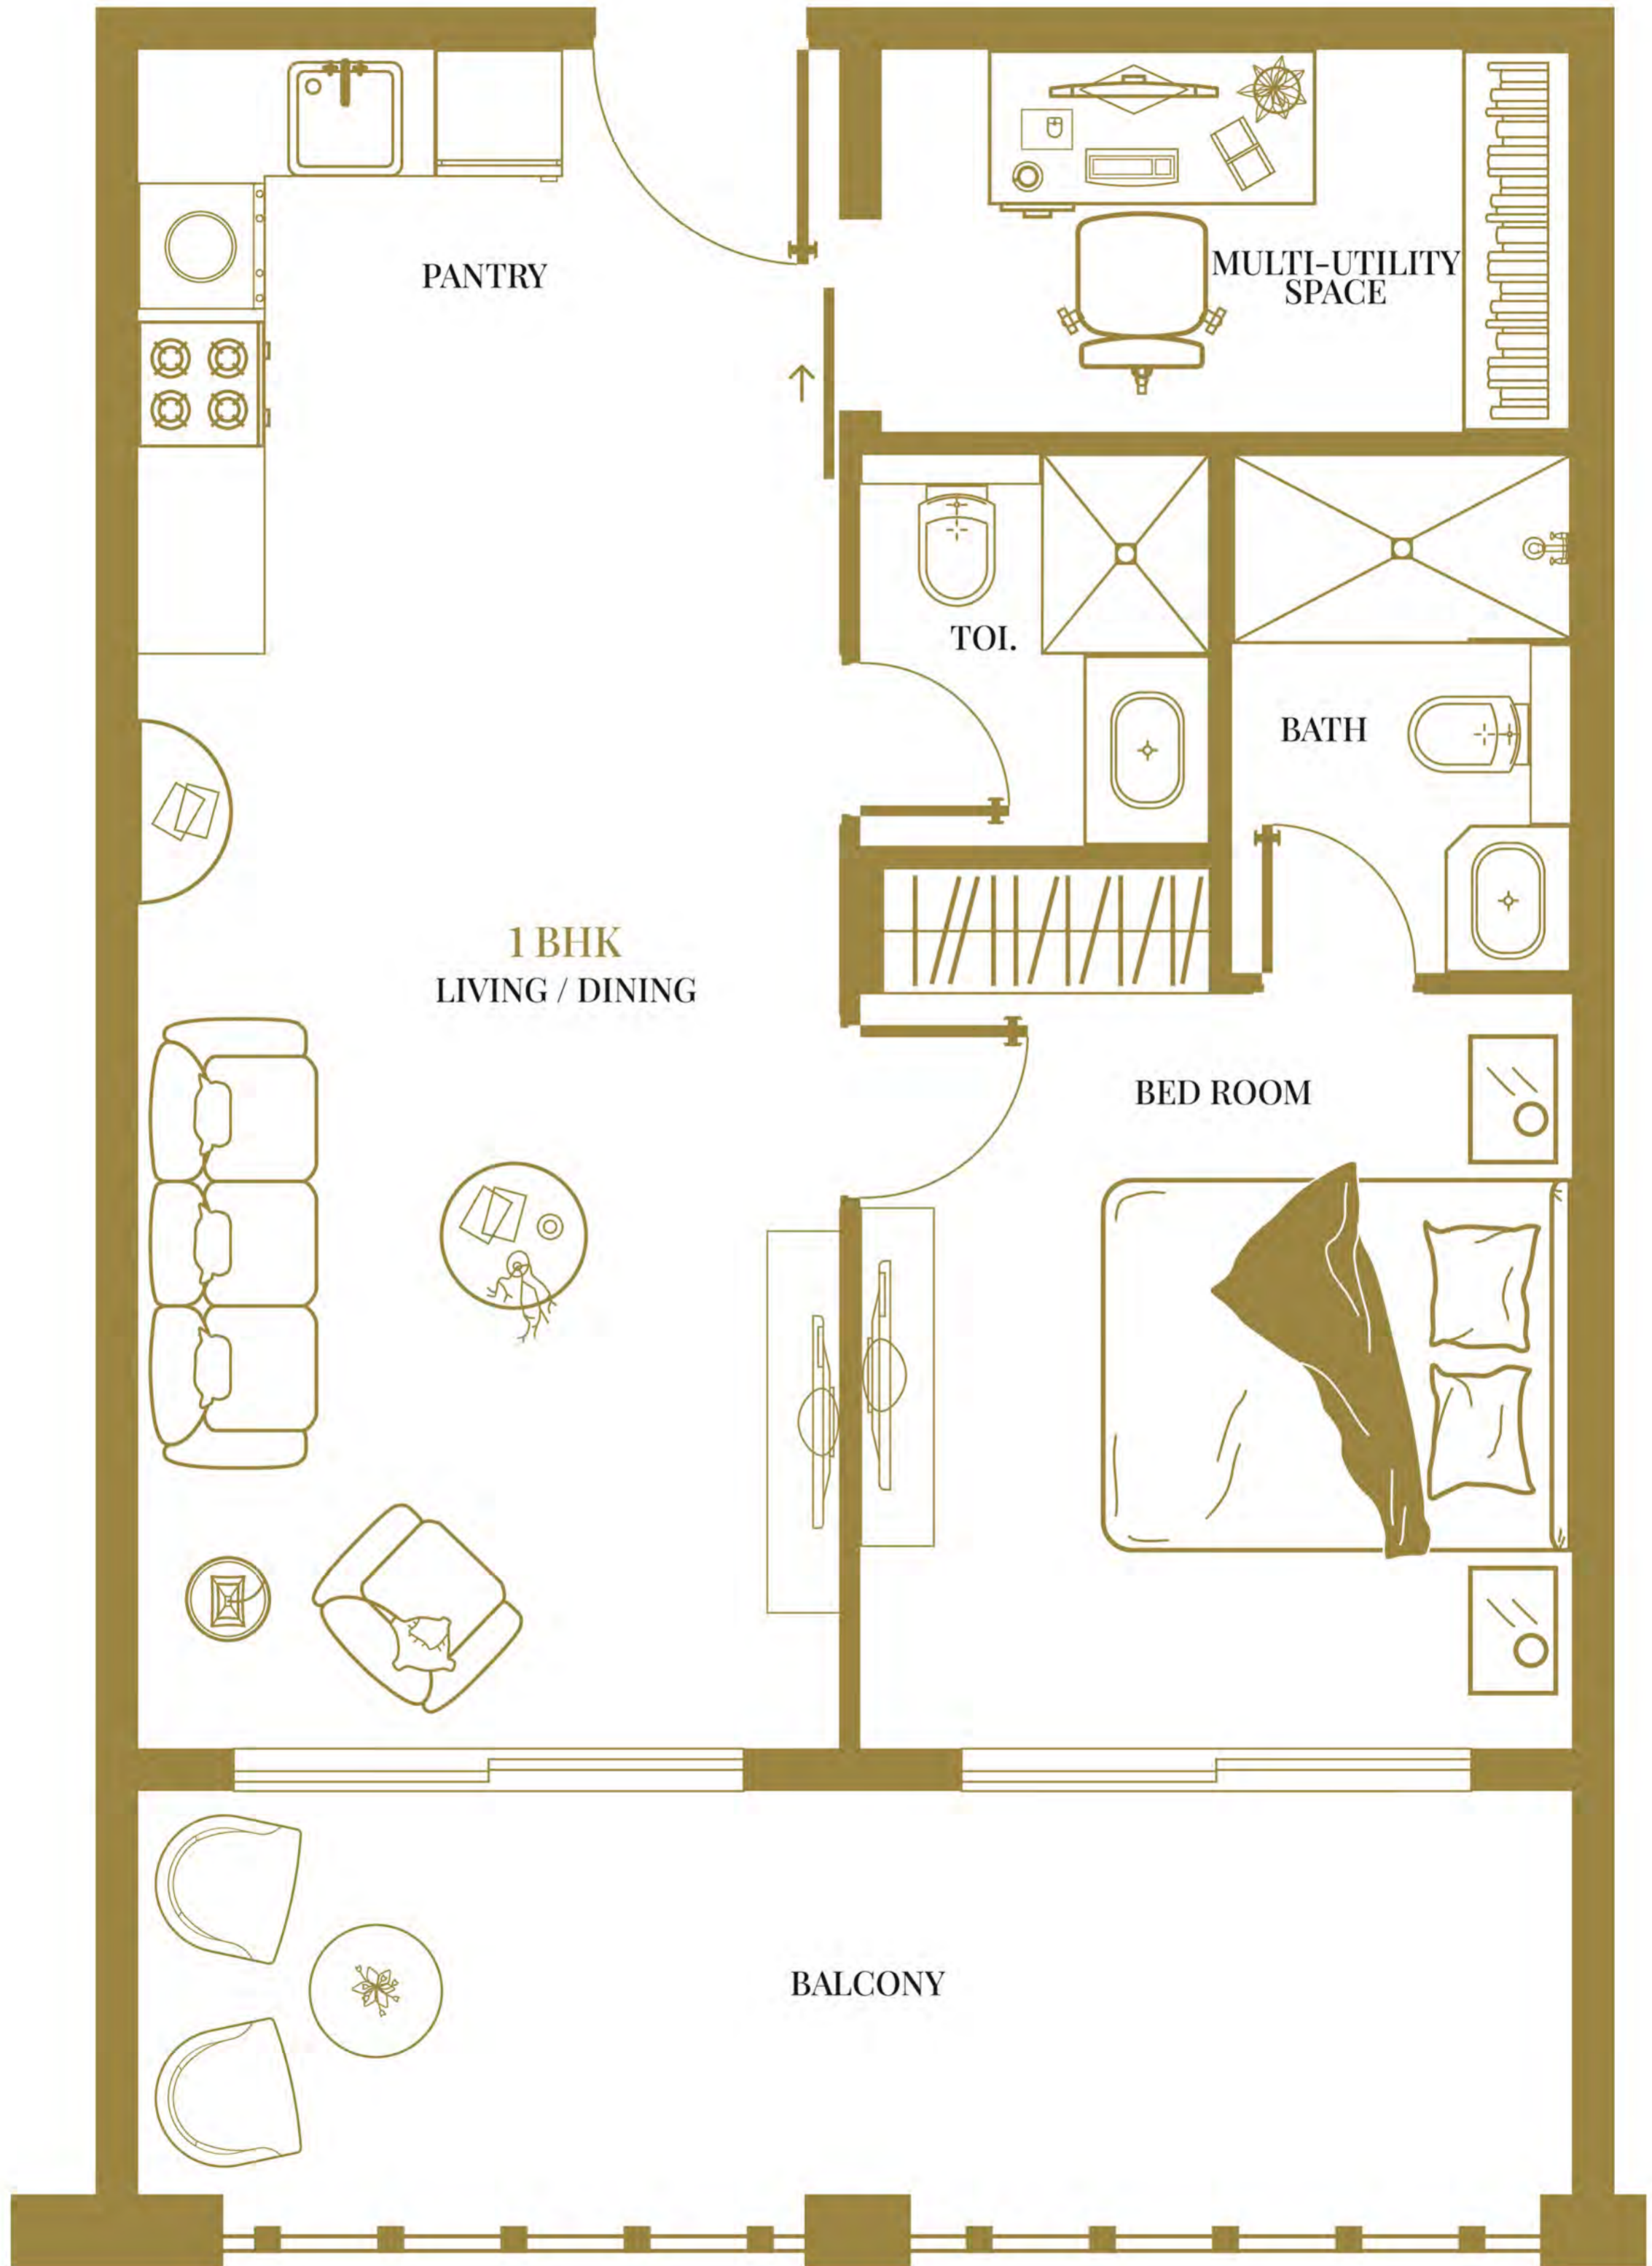 PANTRY
MULTI-UTILITY
SPACE
TOI.
BATH
1 BHK
LIVING / DINING
BED ROOM
BALCONY